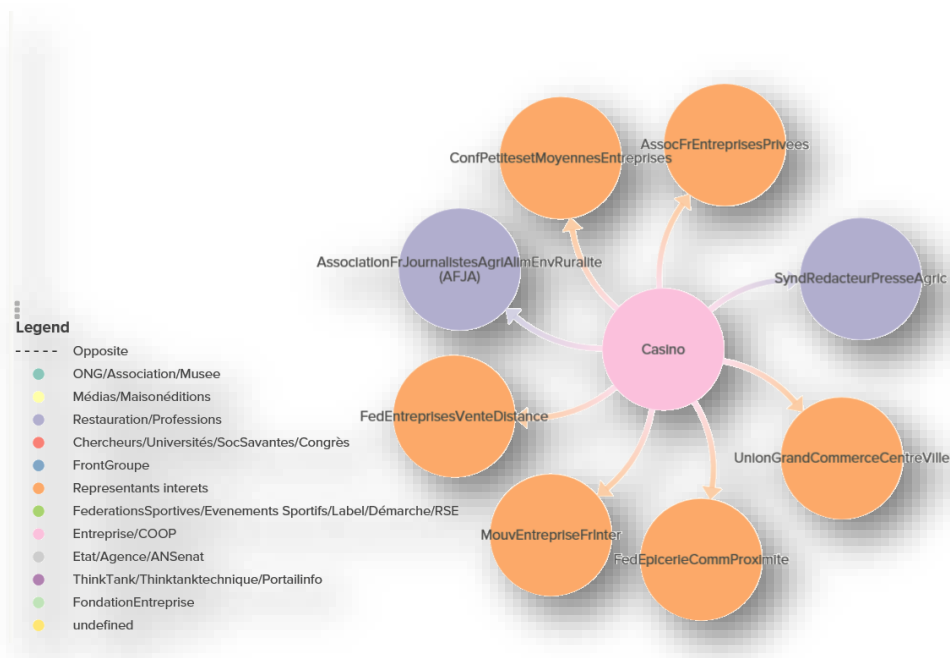 ConfPetitesetMoyennesEntreprises
AssocFrEntreprisesPrivees
AssociationFrJournalistesAgriAlimEnvRuralite
(AFJA)
SyndRedacteurPresseAgric
Casino
FedEntreprisesVenteDistance
UnionGrandCommerceCentreVille
MouvEntrepriseFrInter
FedEpicerieCommProximite
Legend
Opposite
ONG/Association/Musee
Médias/Maisonéditions
Restauration/Professions
Chercheurs/Universités/SocSavantes/Congrès
FrontGroupe
Representants interets
FederationsSportives/Evenements Sportifs/Label/Démarche/RSE
Entreprise/COOP
Etat/Agence/ANSenat
ThinkTank/Thinktanktechnique/Portailinfo
FondationEntreprise
undefined